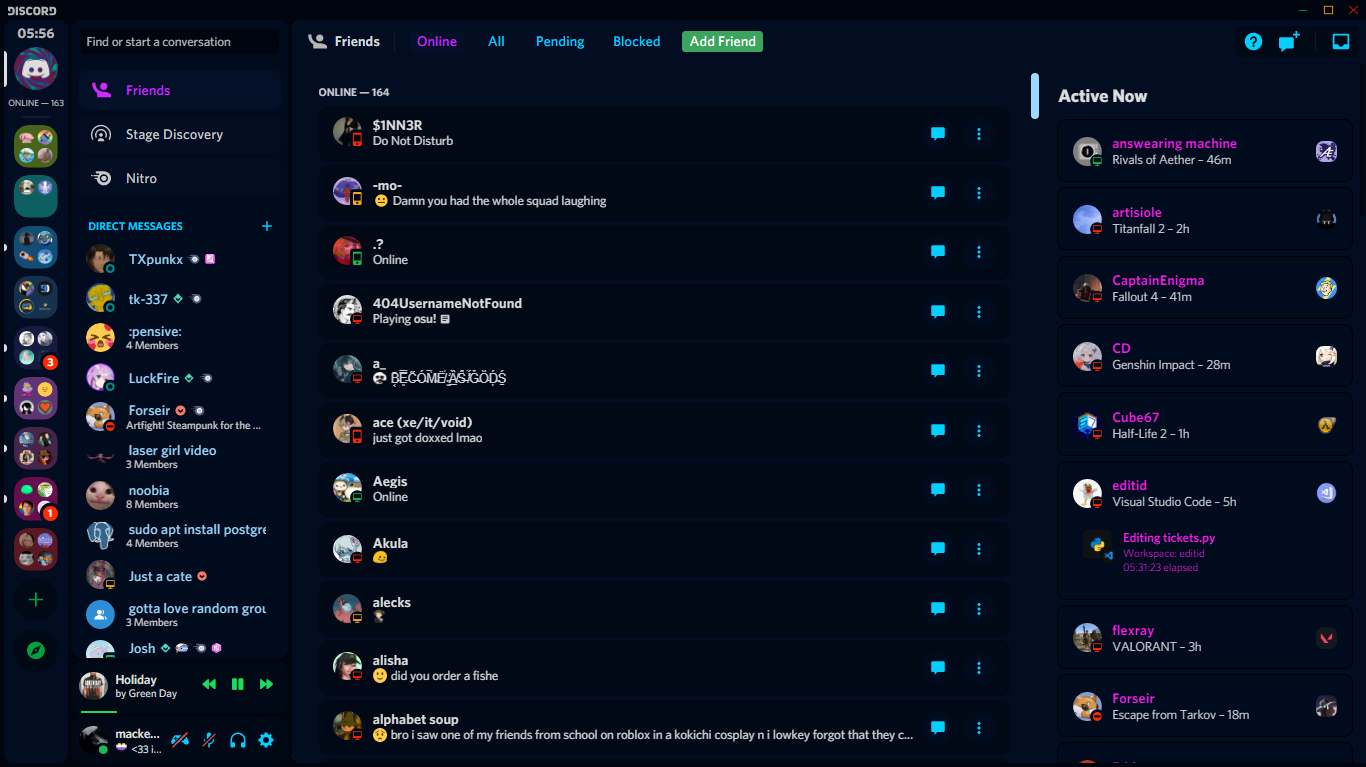 DISCORD
05:56
ONLINE — 163
3
1
Find or start a conversation
Friends
Stage Discovery
Nitro
DIRECT MESSAGES
TXpunkx
tk-337
:pensive:
4 Members
LuckFire
Forseir
Artfight! Steampunk for the ...
laser girl video
3 Members
noobia
8 Members
sudo apt install postgre
4 Members
Just a cate
gotta love random grou
3 Members
Josh
Holiday
by Green Day
macke...
<33 i...
Friends
Online
All
Pending
Blocked
Add Friend
ONLINE — 164
$1NN3R
Do Not Disturb
-mo-
😐 Damn you had the whole squad laughing
.?
Online
404UsernameNotFound
Playing osu!
a_
BECOME/AS/GODS
ace (xe/it/void)
just got doxxed lmao
Aegis
Online
Akula
alecks
alisha
did you order a fishe
alphabet soup
bro i saw one of my friends from school on roblox in a kokichi cosplay n i lowkey forgot that they c...
Active Now
answearing machine
Rivals of Aether – 46m
artisiole
Titanfall 2 – 2h
CaptainEnigma
Fallout 4 – 41m
CD
Genshin Impact – 28m
Cube67
Half-Life 2 – 1h
editid
Visual Studio Code – 5h
Editing tickets.py
Workspace: editid
05:31:23 elapsed
flexray
VALORANT – 3h
Forseir
Escape from Tarkov – 18m